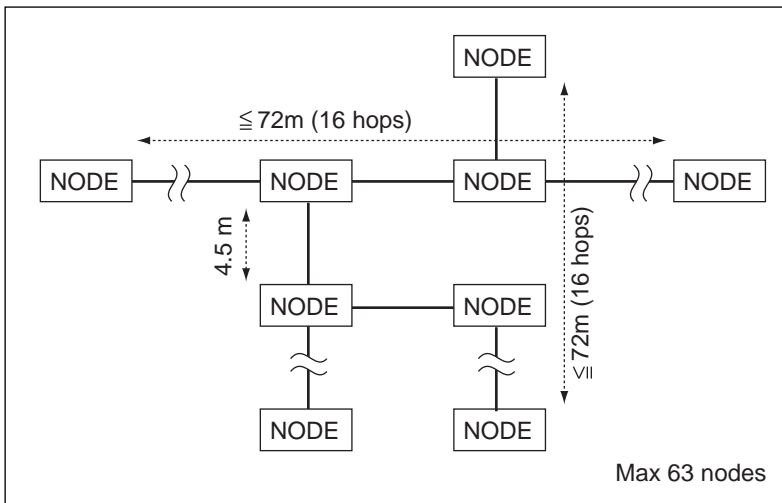 NODE
≦72m (16 hops)
NODE
NODE
NODE
NODE
4.5 m
≦72m (16 hops)
NODE
NODE
NODE
NODE
Max 63 nodes